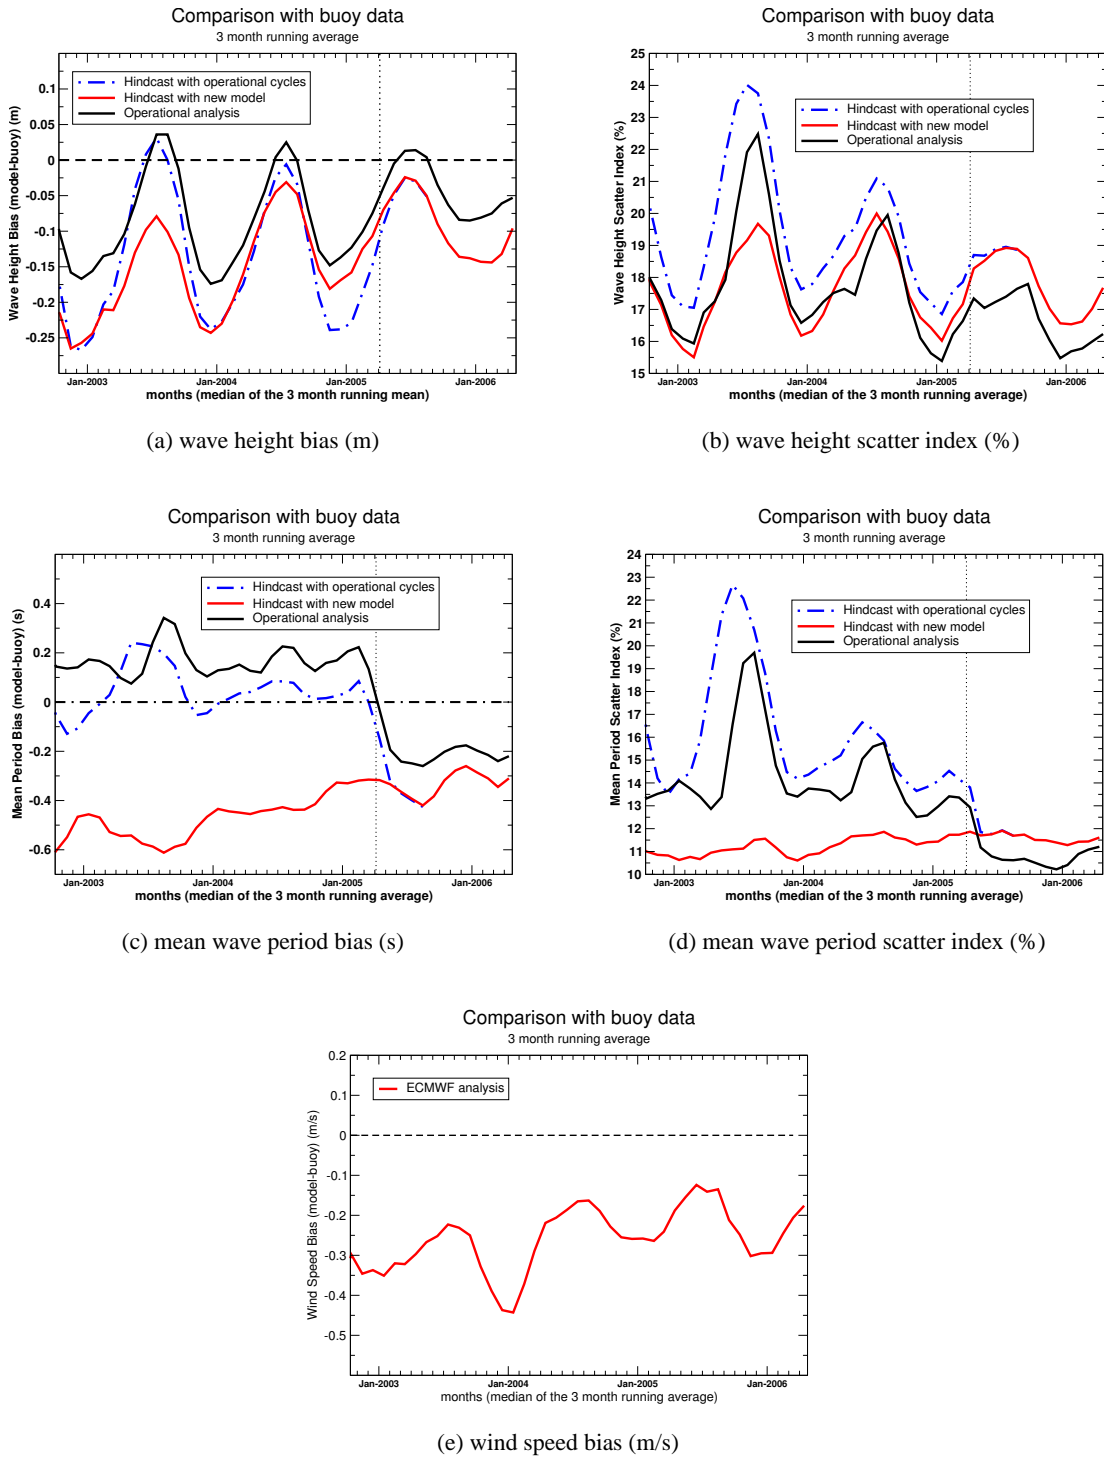 Comparison with buoy data
3 month running average
Wave Height Bias (model-buoy) (m)
0.1
0.05
0
-0.05
-0.1
-0.15
-0.2
-0.25
Hindcast with operational cycles
Hindcast with new model
Operational analysis
Jan-2003
Jan-2004
Jan-2005
Jan-2006
months (median of the 3 month running mean)
(a) wave height bias (m)
Comparison with buoy data
3 month running average
Wave Height Scatter Index (%)
25
24
23
22
21
20
19
18
17
16
15
Hindcast with operational cycles
Hindcast with new model
Operational analysis
Jan-2003
Jan-2004
Jan-2005
Jan-2006
months (median of the 3 month running average)
(b) wave height scatter index (%)
Comparison with buoy data
3 month running average
Mean Period Bias (model-buoy) (s)
0.4
0.2
0
-0.2
-0.4
-0.6
Hindcast with operational cycles
Hindcast with new model
Operational analysis
Jan-2003
Jan-2004
Jan-2005
Jan-2006
months (median of the 3 month running average)
(c) mean wave period bias (s)
Comparison with buoy data
3 month running average
Mean Period Scatter Index (%)
24
23
22
21
20
19
18
17
16
15
14
13
12
11
10
Hindcast with operational cycles
Hindcast with new model
Operational analysis
Jan-2003
Jan-2004
Jan-2005
Jan-2006
months (median of the 3 month running average)
(d) mean wave period scatter index (%)
Comparison with buoy data
3 month running average
Wind Speed Bias (model-buoy) (m/s)
0.2
0.1
0
-0.1
-0.2
-0.3
-0.4
-0.5
ECMWF analysis
Jan-2003
Jan-2004
Jan-2005
Jan-2006
months (median of the 3 month running average)
(e) wind speed bias (m/s)